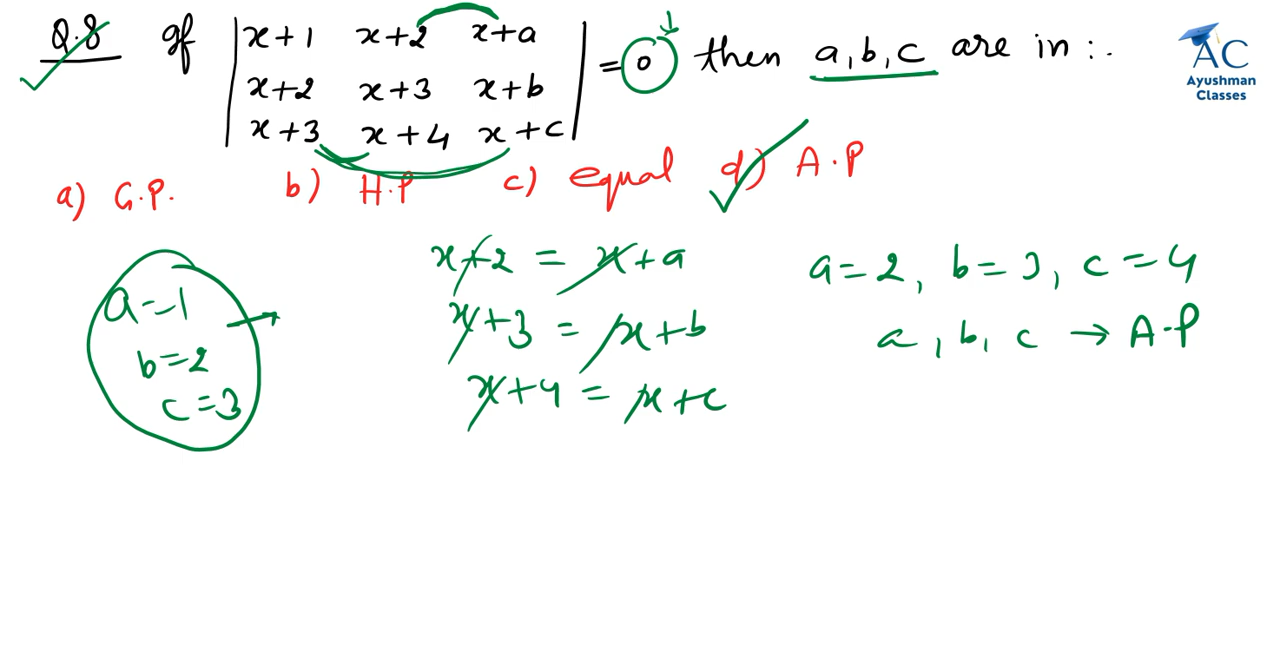 Q.8 gf | x+1 x+2 x+a | = 0 then a,b,c are in :.
| x+2 x+3 x+b |
| x+3 x+4 x+c |
AC
Ayushman
Classes
a) G.P. b) H.P c) equal d) A.P
a=1
b=2
c=3
x+2 = x+a
x+3 = x+b
x+4 = x+c
a=2, b=3, c=4
a, b, c → A.P